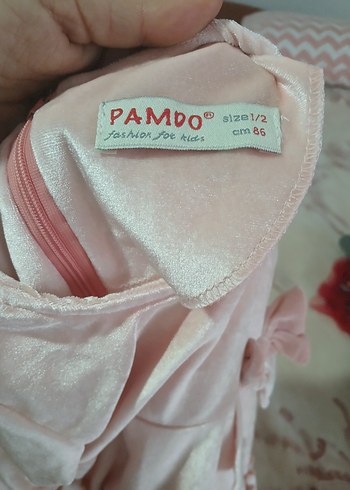 PAMDO® size 1/2
fashion for kids cm 86